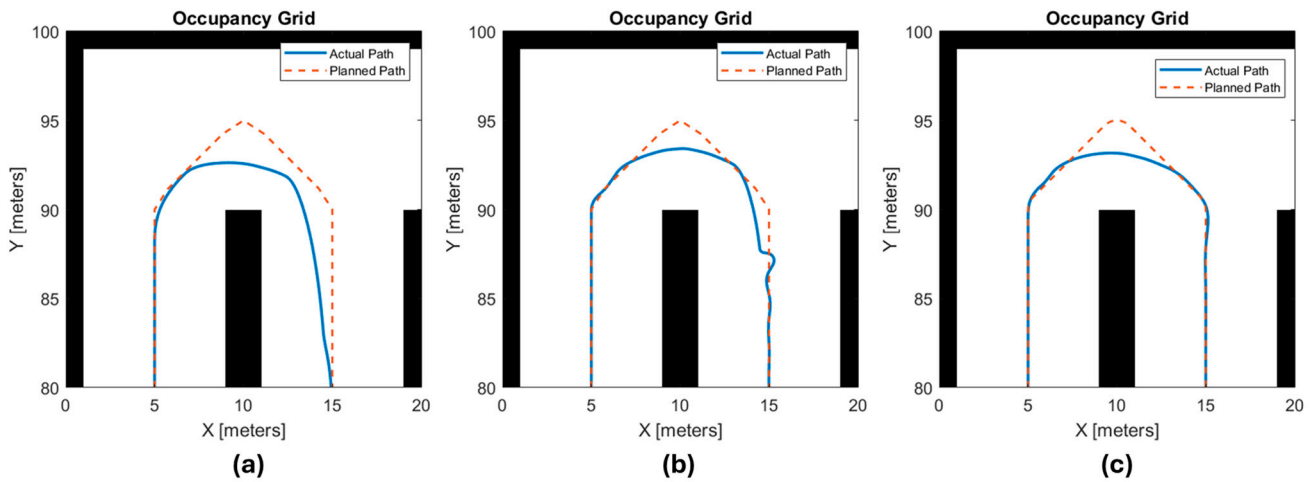 Occupancy Grid
Actual Path
Planned Path
100
95
90
85
80
0 5 10 15 20
Y [meters]
X [meters]
(a)
Occupancy Grid
Actual Path
Planned Path
100
95
90
85
80
0 5 10 15 20
Y [meters]
X [meters]
(b)
Occupancy Grid
Actual Path
Planned Path
100
95
90
85
80
0 5 10 15 20
Y [meters]
X [meters]
(c)